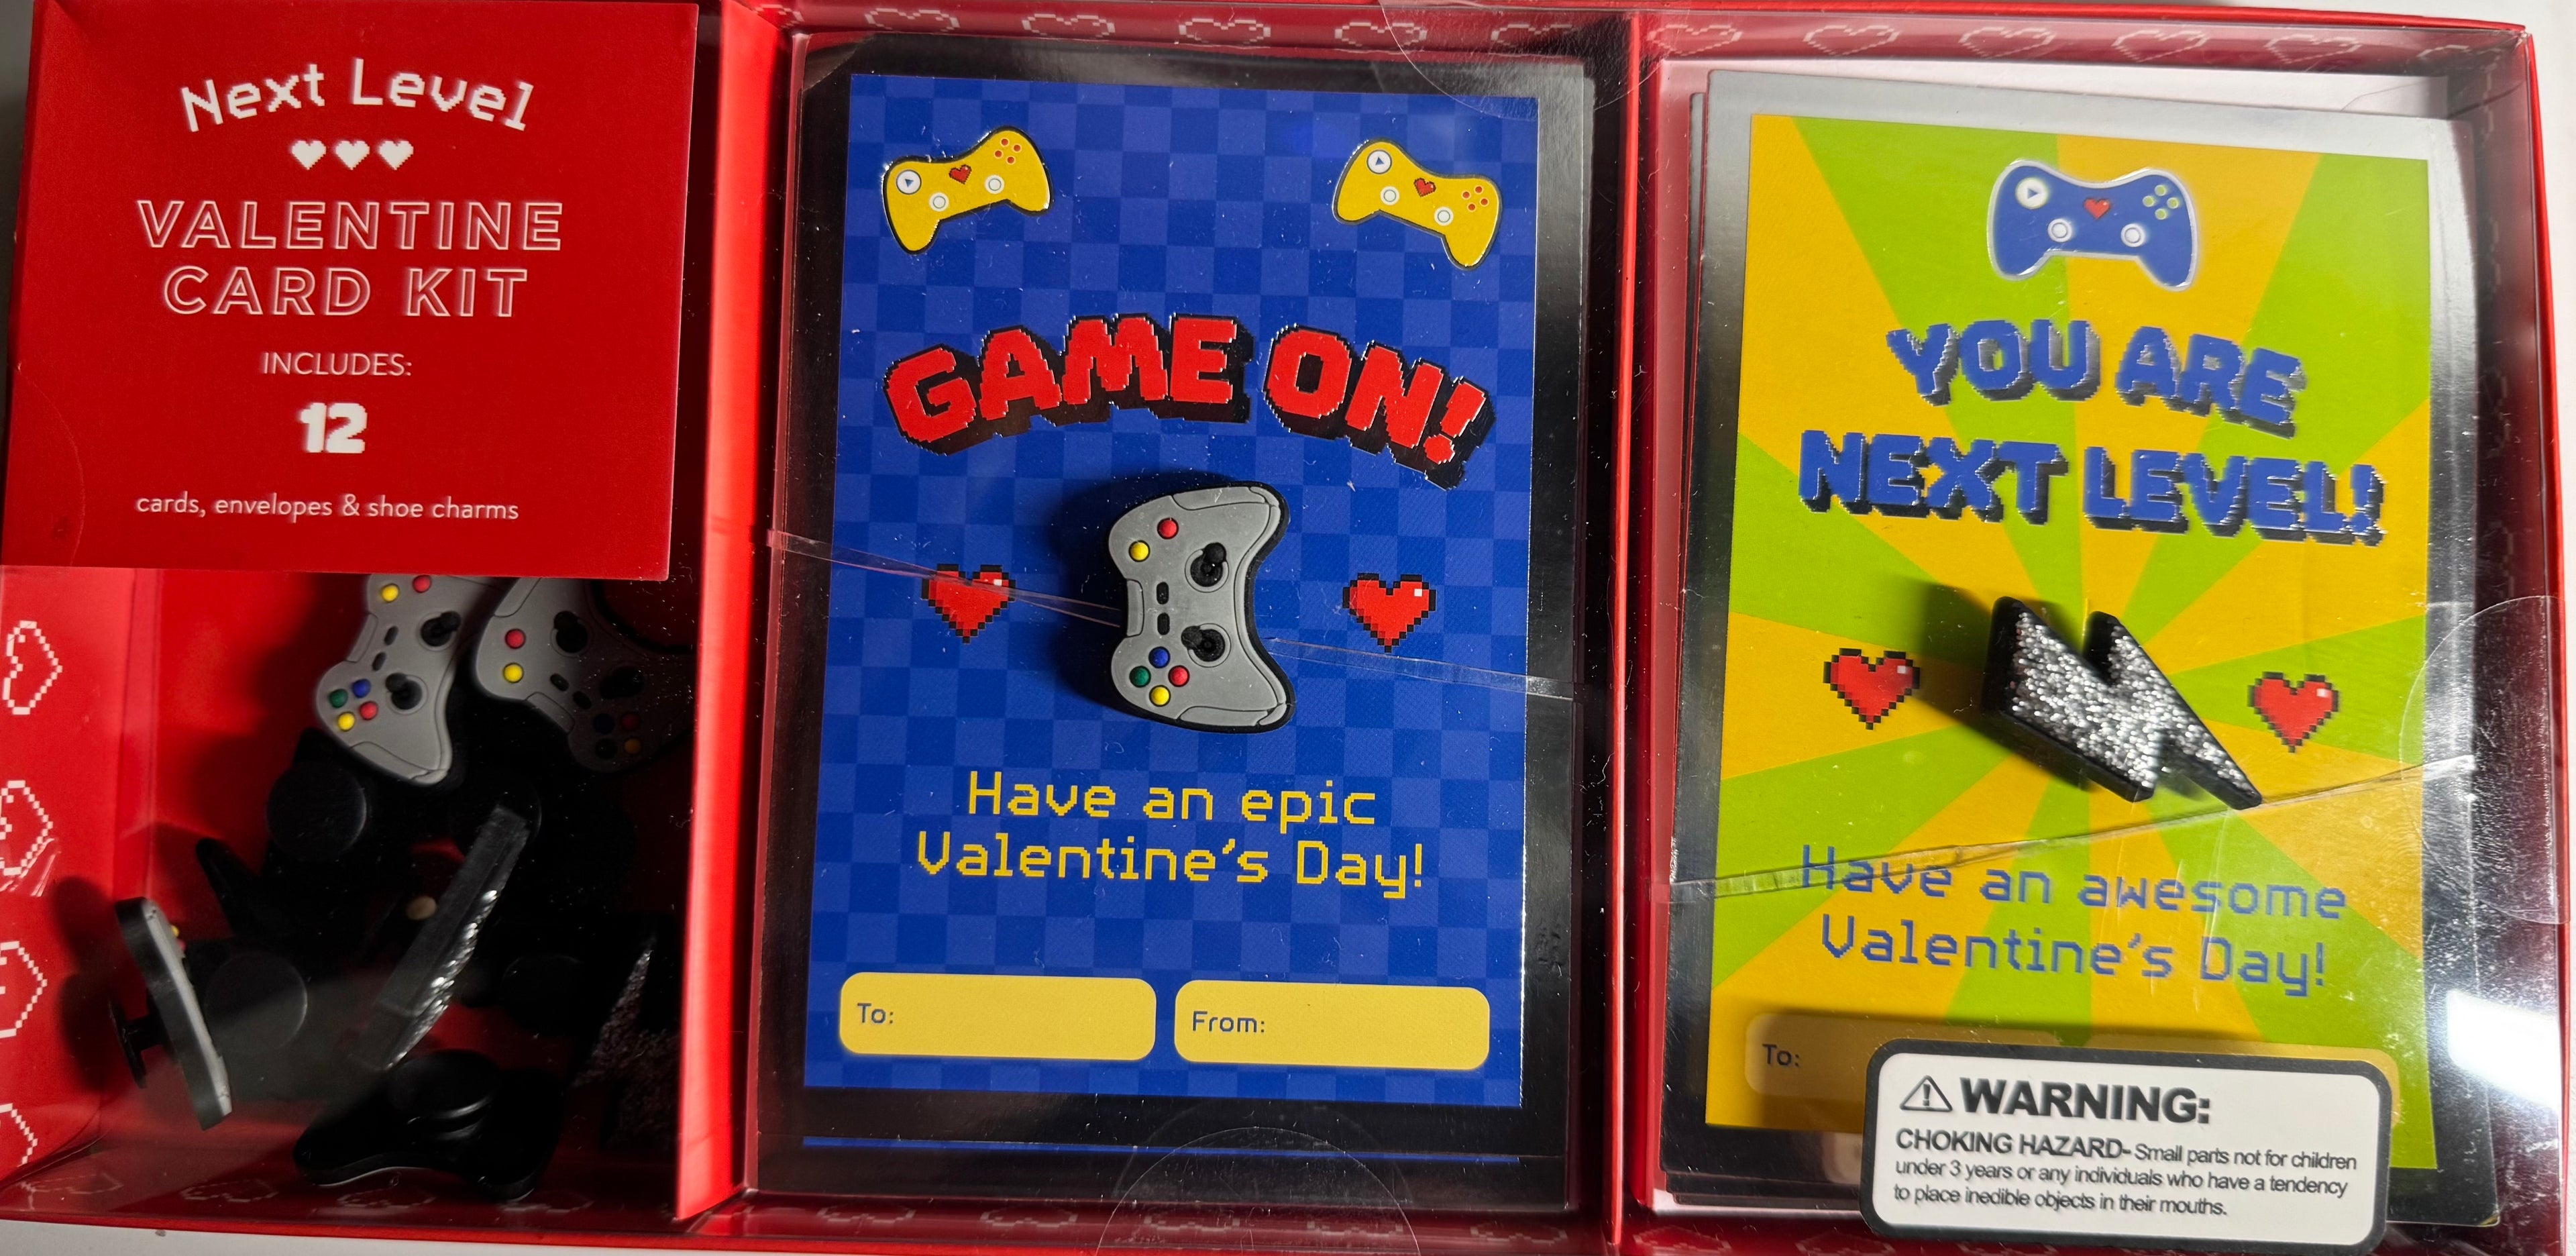 Next Level
VALENTINE
CARD KIT
INCLUDES:
12
cards, envelopes & shoe charms
GAME ON!
Have an epic
Valentine's Day!
To:
From:
YOU ARE
NEXT LEVEL!
Have an awesome
Valentine's Day!
To:
WARNING:
CHOKING HAZARD- Small parts not for children
under 3 years or any individuals who have a tendency
to place inedible objects in their mouths.